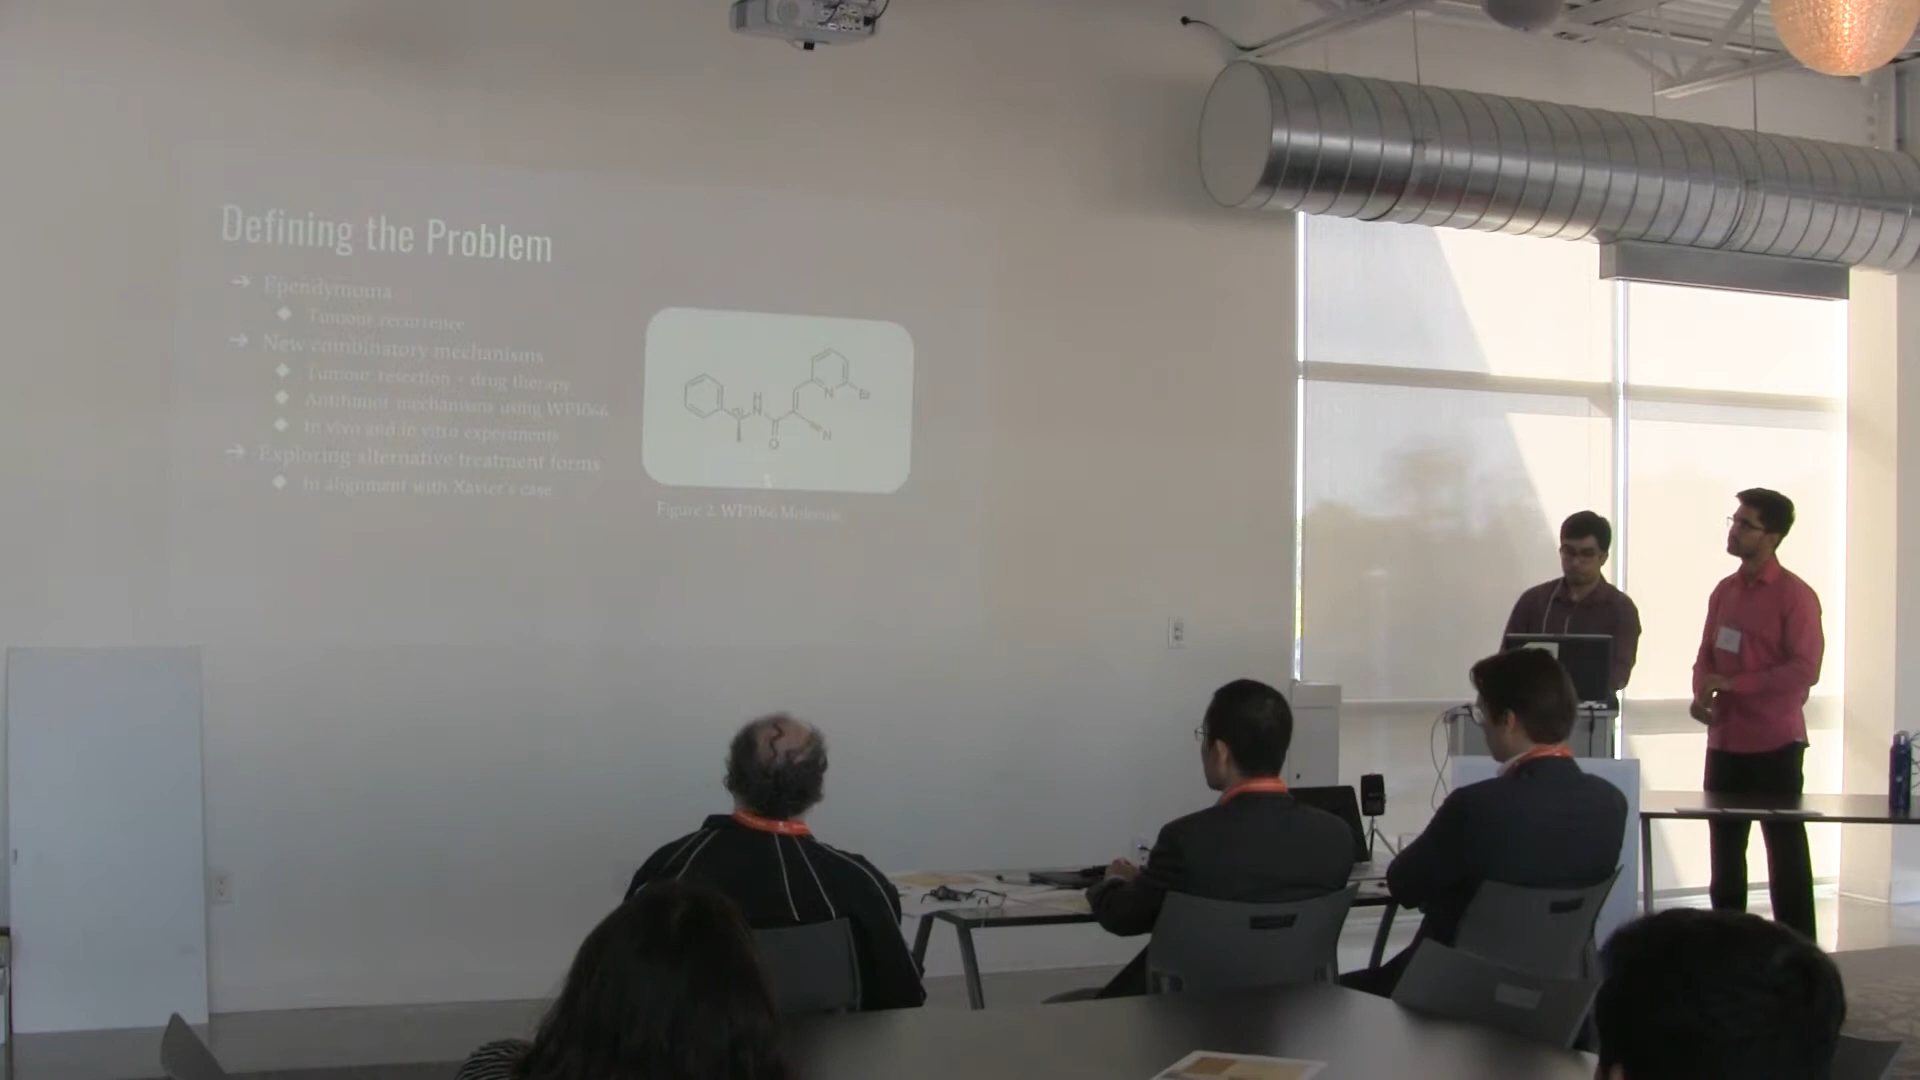 Defining the Problem
➔ Ependymoma
◆ Tumour recurrence
➔ New combinatory mechanisms
◆ Tumour resection + drug therapy
◆ Antitumor mechanisms using WP1066
◆ In vivo and in vitro experiments
➔ Exploring alternative treatment forms
◆ In alignment with Xavier's case
H
N
O
N
N
Br
Figure 2. WP1066 Molecule